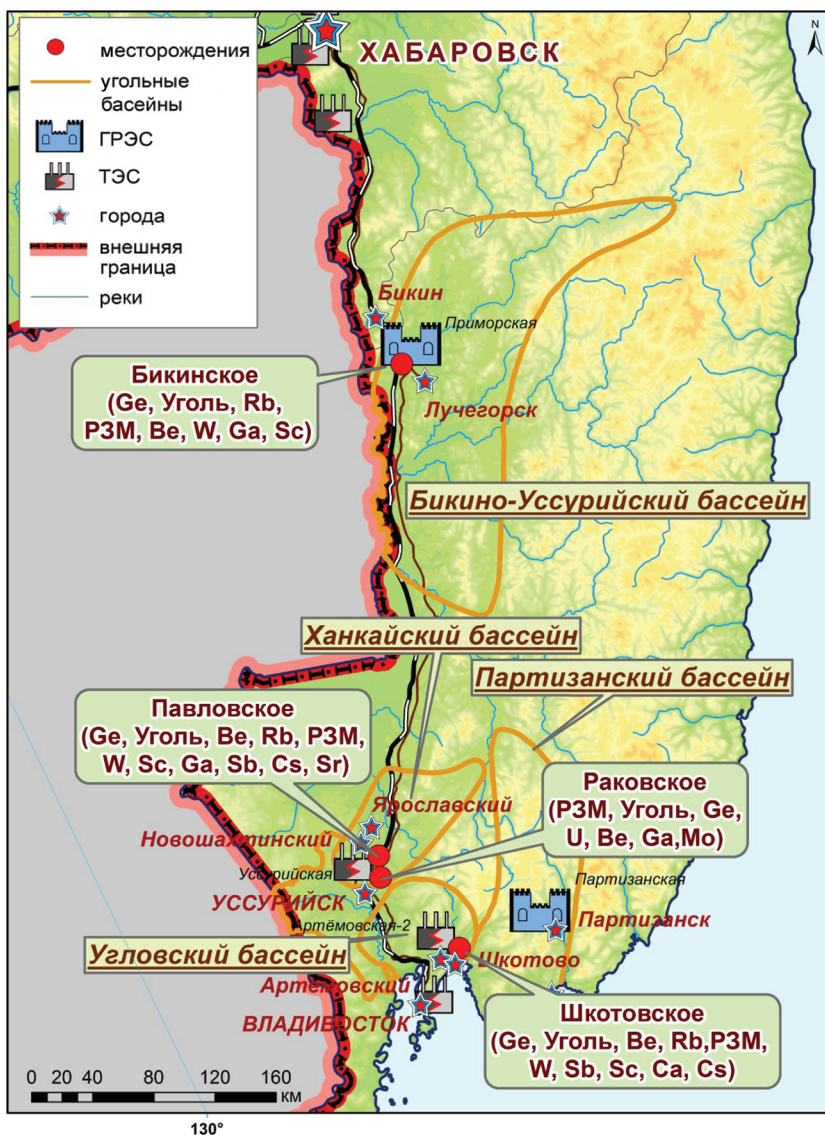 месторождения
угольные
басейны
ГРЭС
ТЭС
города
внешняя
граница
реки
ХАБАРОВСК
N
Бикин
Приморская
Бикинское
(Ge, Уголь, Rb,
РЗМ, Be, W, Ga, Sc)
Лучегорск
Бикино-Уссурийский бассейн
Ханкайский бассейн
Партизанский бассейн
Павловское
(Ge, Уголь, Be, Rb, РЗМ,
W, Sc, Ga, Sb, Cs, Sr)
Раковское
(РЗМ, Уголь, Ge,
U, Be, Ga,Mo)
Ярославский
Новошахтинский
Уссурийская
УССУРИЙСК
Партизанская
Партизанск
Артёмовская-2
Угловский бассейн
Шкотово
Артёмовский
ВЛАДИВОСТОК
Шкотовское
(Ge, Уголь, Be, Rb,РЗМ,
W, Sb, Sc, Ca, Cs)
0 20 40 80 120 160
км
130°